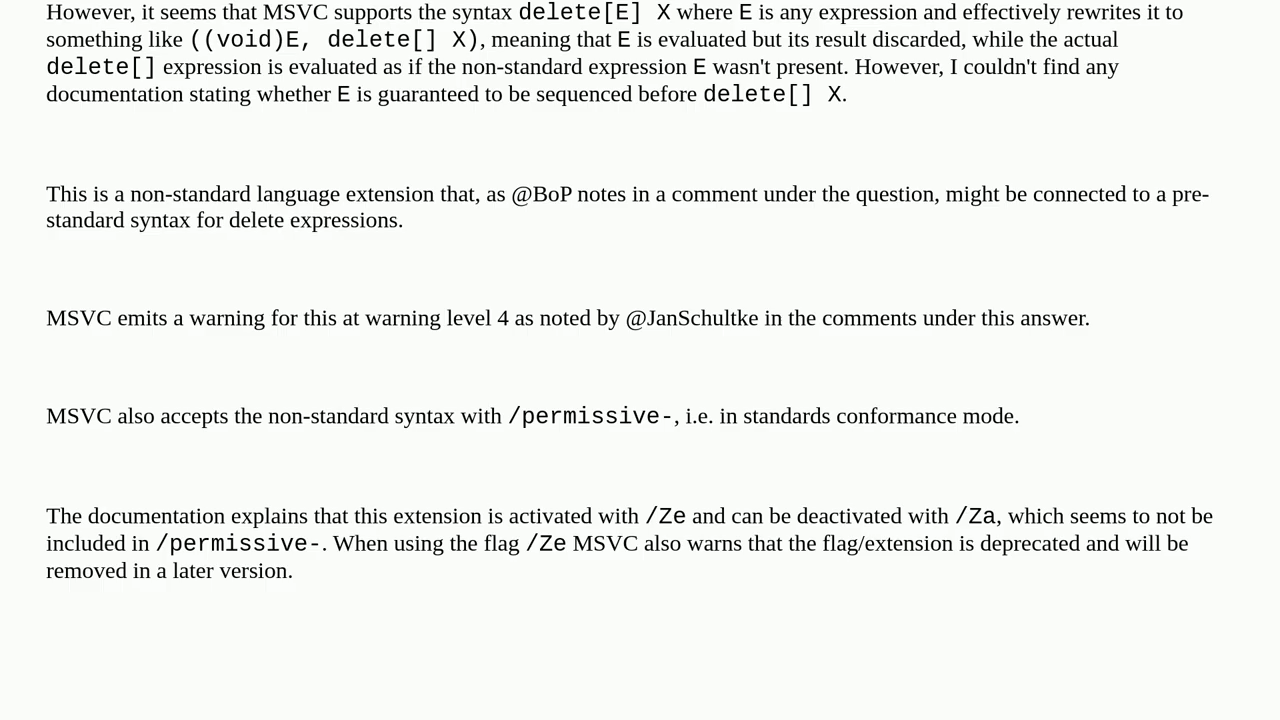 However, it seems that MSVC supports the syntax delete[E] X where E is any expression and effectively rewrites it to
something like ((void)E, delete[] X), meaning that E is evaluated but its result discarded, while the actual
delete[] expression is evaluated as if the non-standard expression E wasn't present. However, I couldn't find any
documentation stating whether E is guaranteed to be sequenced before delete[] X.
This is a non-standard language extension that, as @BoP notes in a comment under the question, might be connected to a pre-
standard syntax for delete expressions.
MSVC emits a warning for this at warning level 4 as noted by @JanSchultke in the comments under this answer.
MSVC also accepts the non-standard syntax with /permissive-, i.e. in standards conformance mode.
The documentation explains that this extension is activated with /Ze and can be deactivated with /Za, which seems to not be
included in /permissive-. When using the flag /Ze MSVC also warns that the flag/extension is deprecated and will be
removed in a later version.